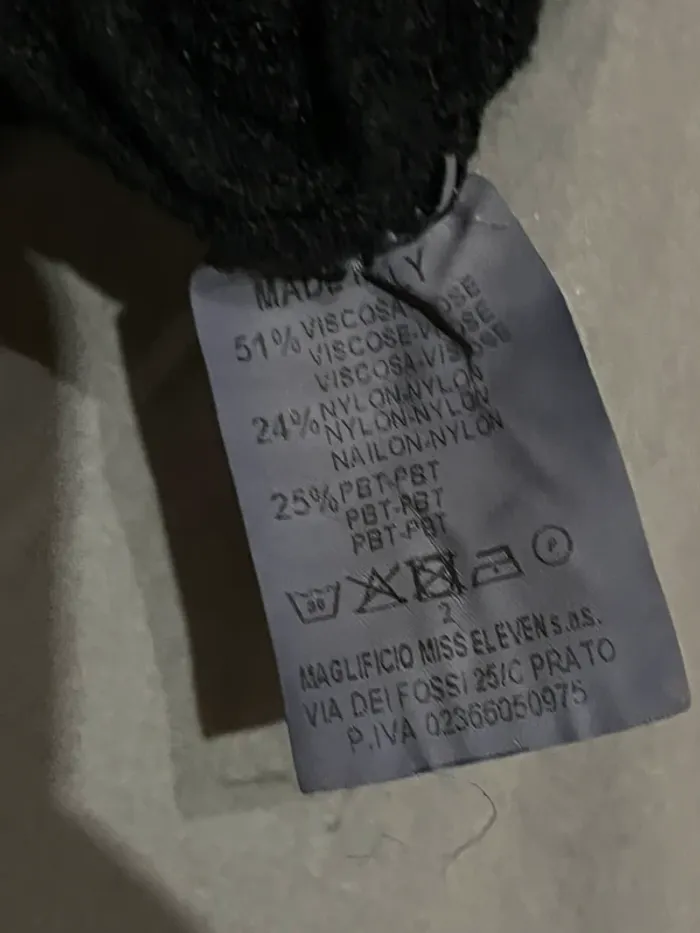 MADE
51% VISCOSA
VISCOSE
VISCOSA-VISCOSE
24% NYLON-NYLON
NYLON-NYLON
NAILON-NYLON
25% PBT-PBT
PBT-PBT
PBT-PBT
30 P
2
MAGLIFICIO MISS ELEVEN s.a.s.
VIA DEI FOSSI 25/C PRATO
P.IVA 02366050975